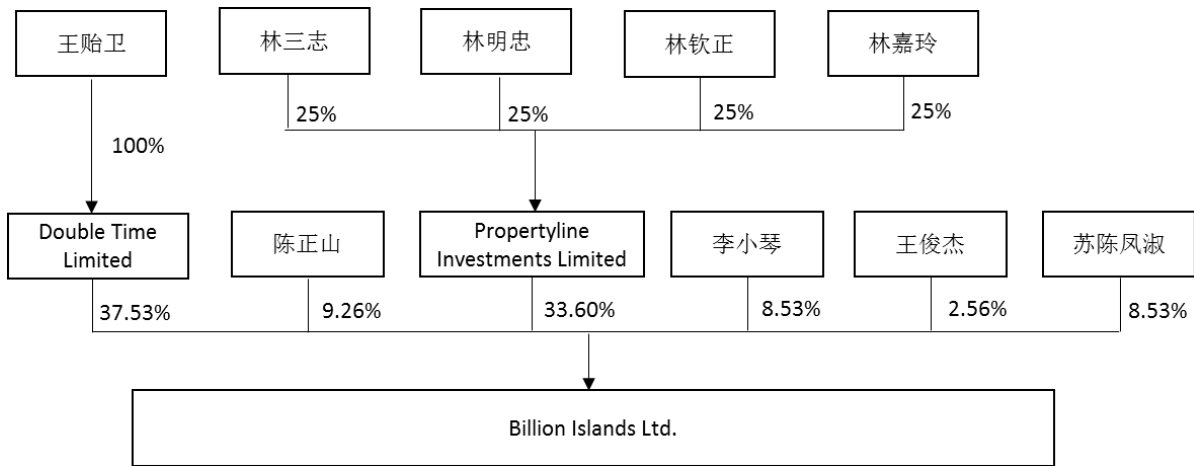 王贻卫
林三志
林明忠
林钦正
林嘉玲
25%
25%
25%
25%
100%
Double Time
Limited
陈正山
Propertyline
Investments Limited
李小琴
王俊杰
苏陈凤淑
37.53%
9.26%
33.60%
8.53%
2.56%
8.53%
Billion Islands Ltd.